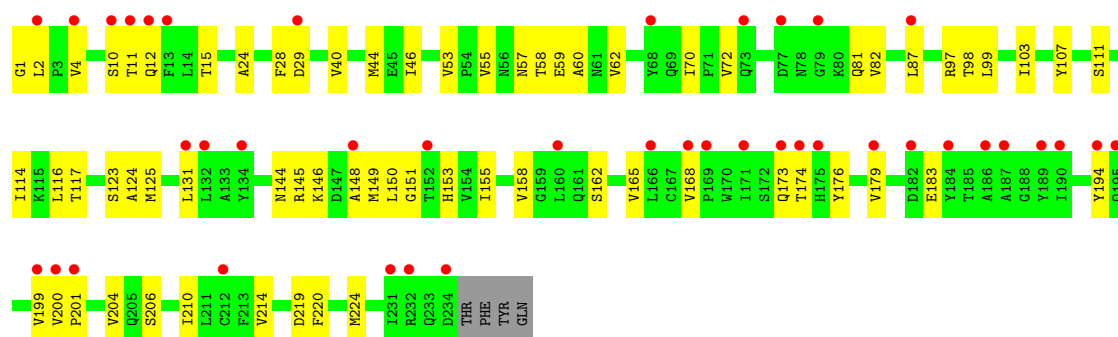 G1 L2 P3 V4 S10 T11 Q12 F13 L14 T15 A24 F28 D29 V40 M44 E45 I46 V53 P54 V55 N56 N57 T58 E59 A60 N61 V62 Y68 Q69 I70 P71 V72 Q73 D77 N78 G79 K80 Q81 V82 L87 R97 T98 L99 I103 Y107 S111
I114 K115 L116 T117 S123 A124 M125 L131 L132 A133 Y134 N144 R145 K146 D147 A148 M149 L150 G151 T152 H153 V154 I155 V158 G159 L160 Q161 S162 V165 L166 C167 V168 P169 W170 I171 S172 Q173 T174 H175 Y176 V179 D182 E183 Y184 T185 A186 A187 G188 Y189 I190 Y194
V199 V200 P201 V204 Q205 S206 I210 L211 C212 F213 V214 D219 F220 M224 I231 R232 Q233 D234 THR PHE TYR GLN